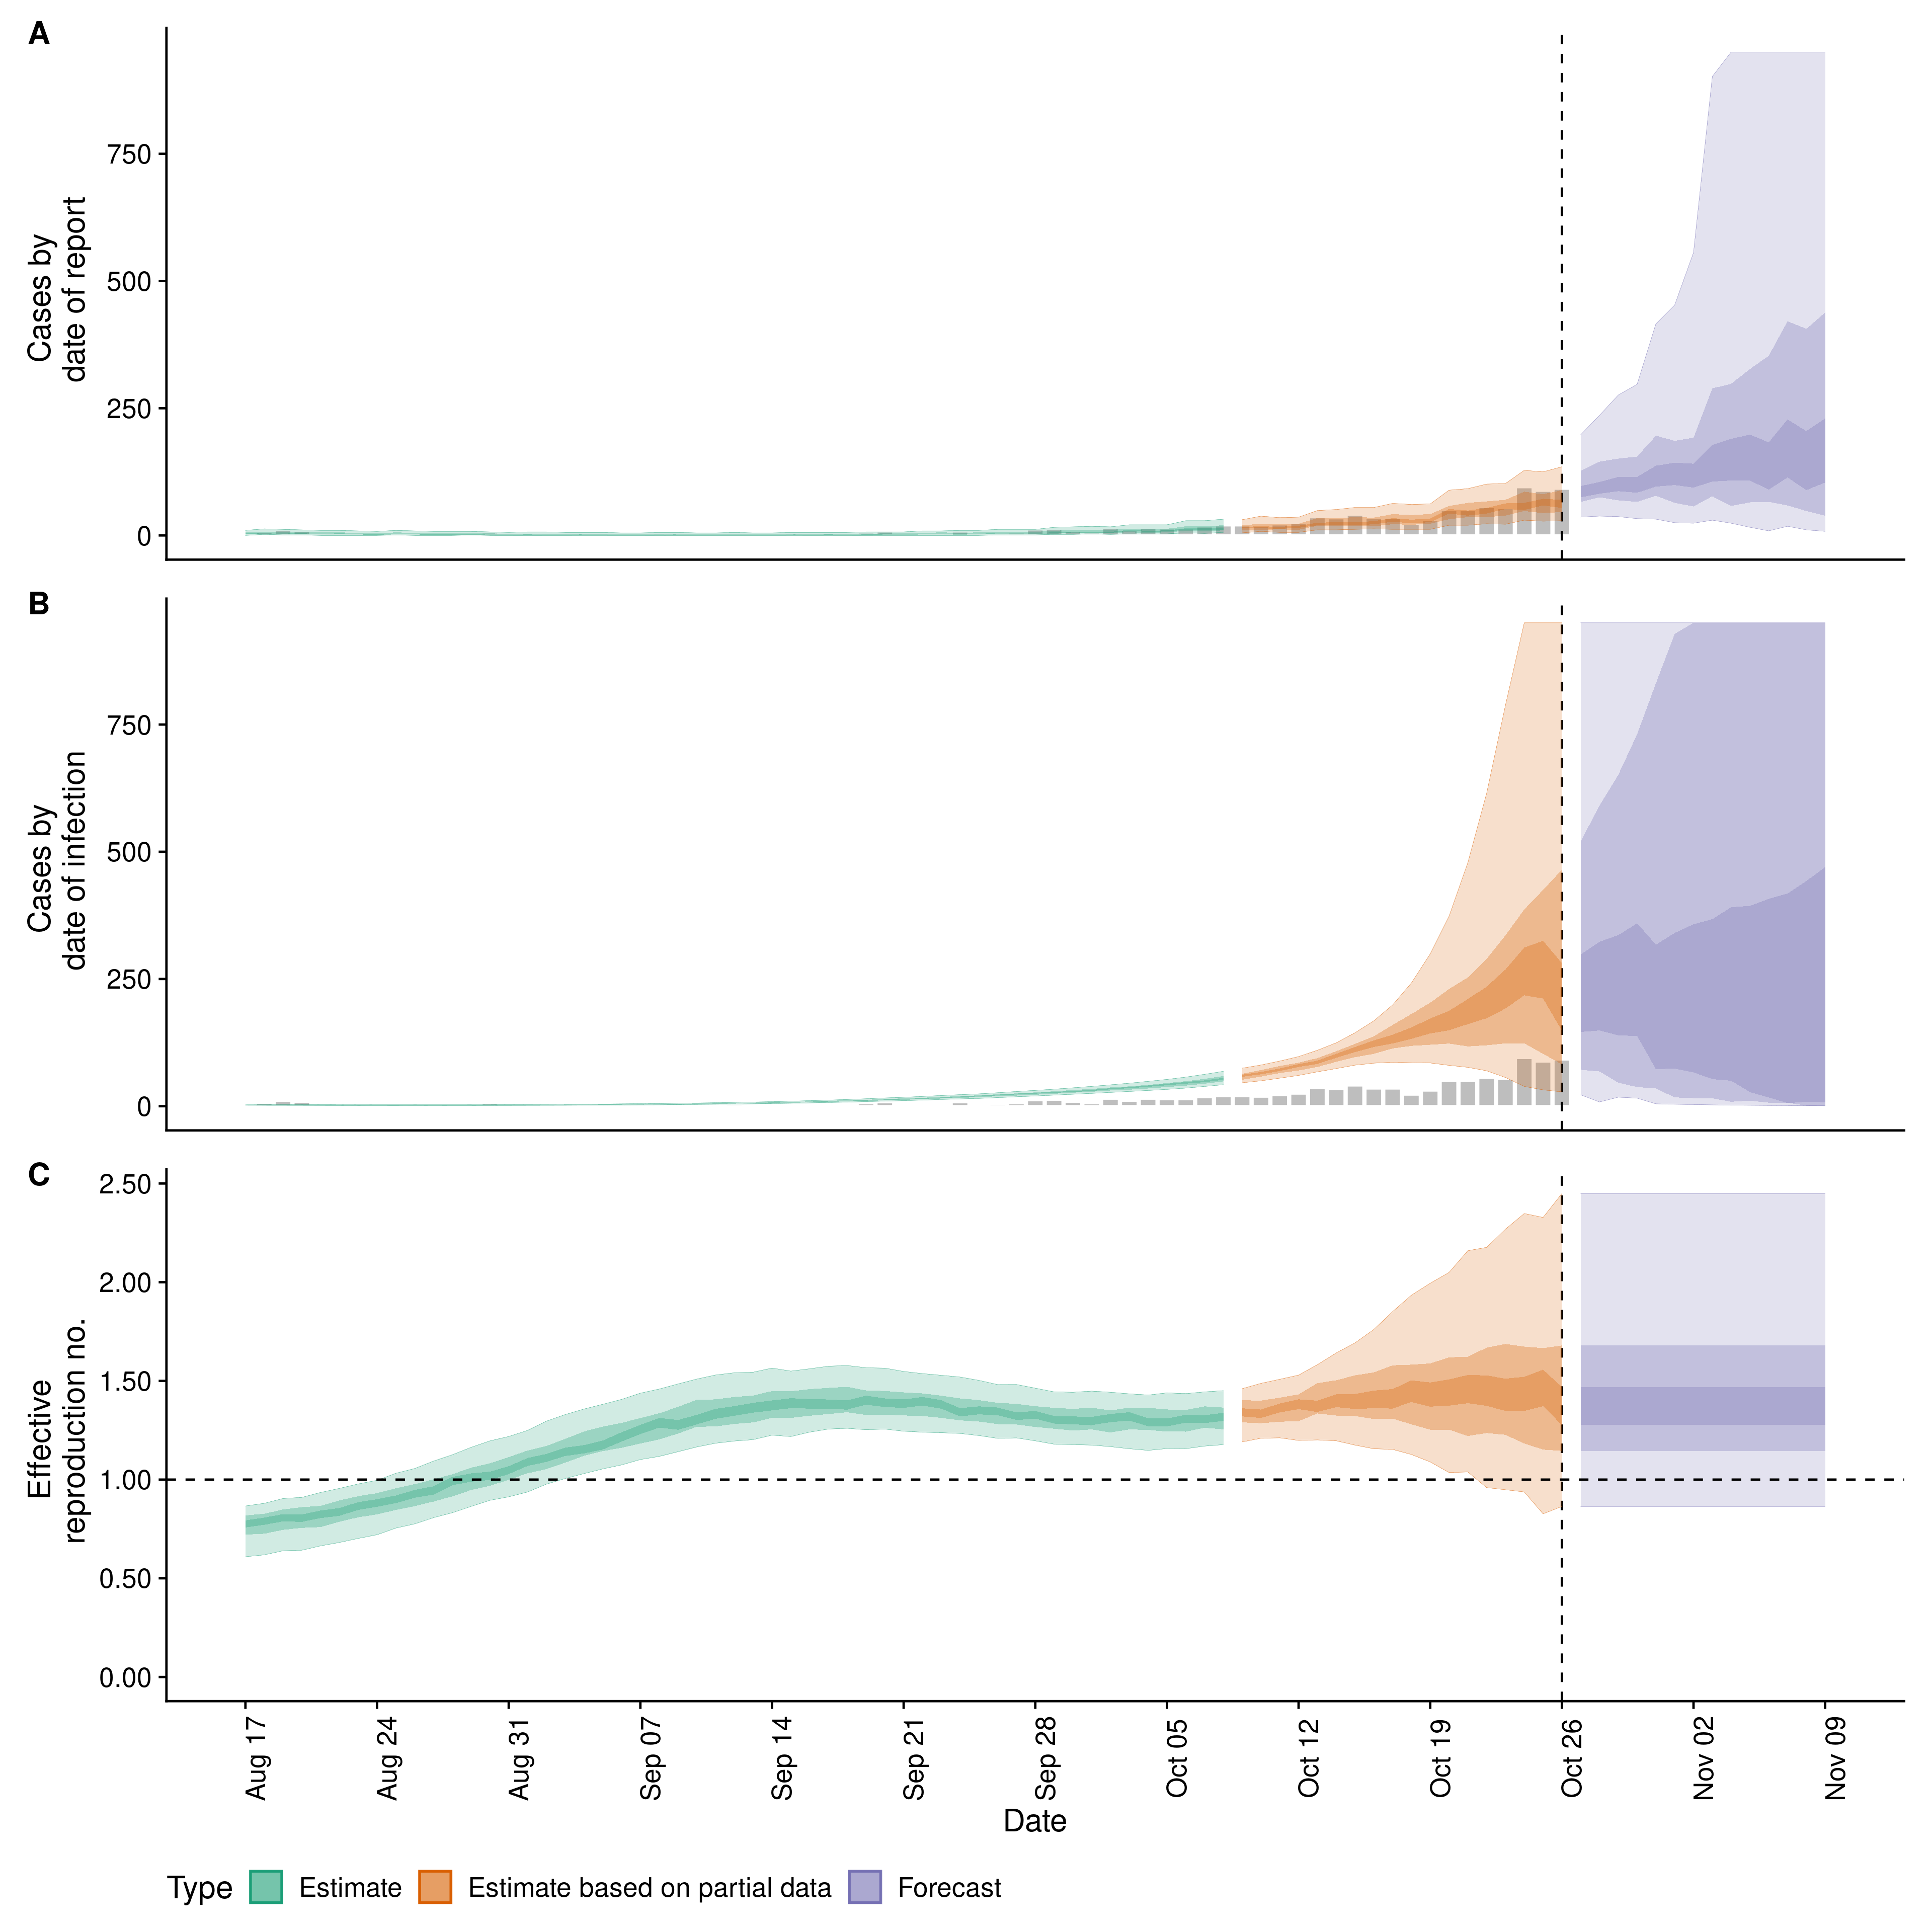 A
Cases by
date of report
750
500
250
0
B
Cases by
date of infection
750
500
250
0
C
Effective
reproduction no.
2.50
2.00
1.50
1.00
0.50
0.00
Aug 17
Aug 24
Aug 31
Sep 07
Sep 14
Sep 21
Sep 28
Oct 05
Oct 12
Oct 19
Oct 26
Nov 02
Nov 09
Date
Type Estimate Estimate based on partial data Forecast